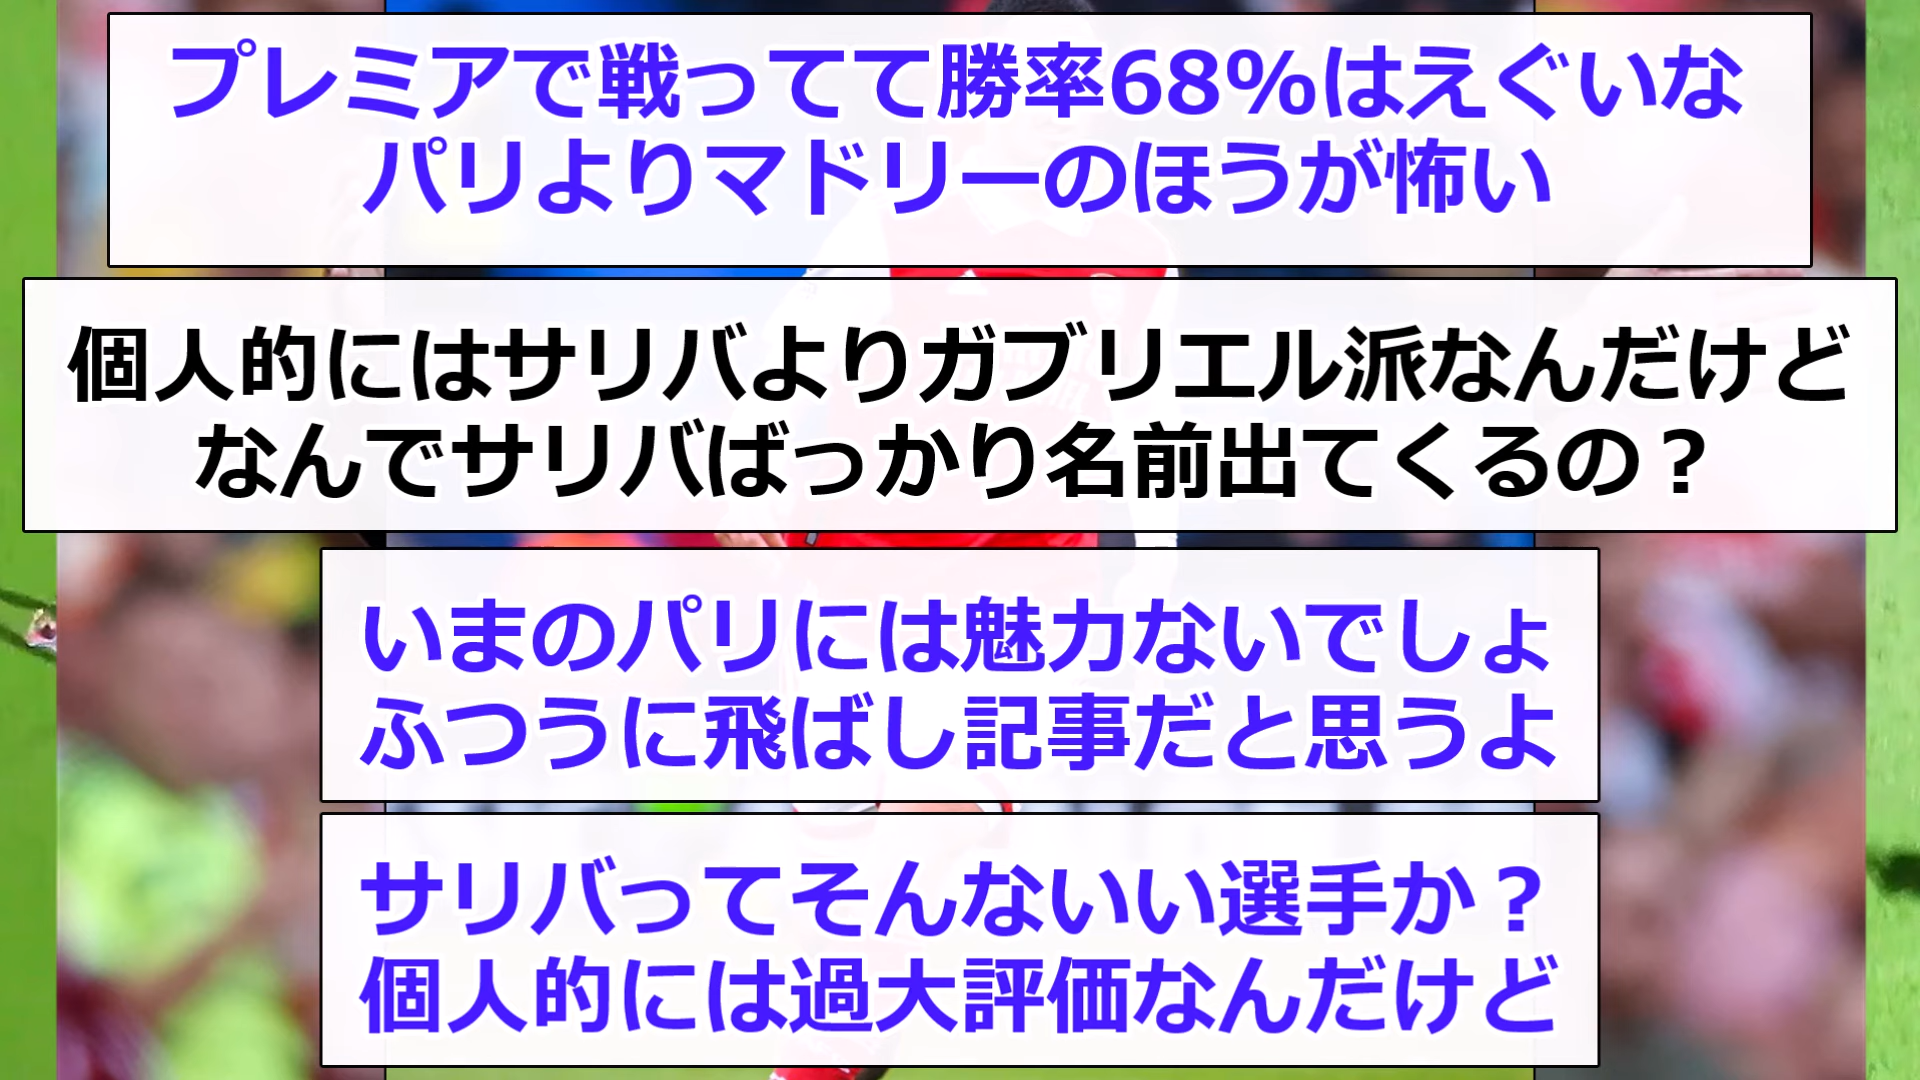 プレミアで戦ってて勝率68%はえぐいな
パリよりマドリーのほうが怖い
個人的にはサリバよりガブリエル派なんだけど
なんでサリバばっかり名前出てくるの？
いまのパリには魅力ないでしょ
ふつうに飛ばし記事だと思うよ
サリバってそんないい選手か？
個人的には過大評価なんだけど